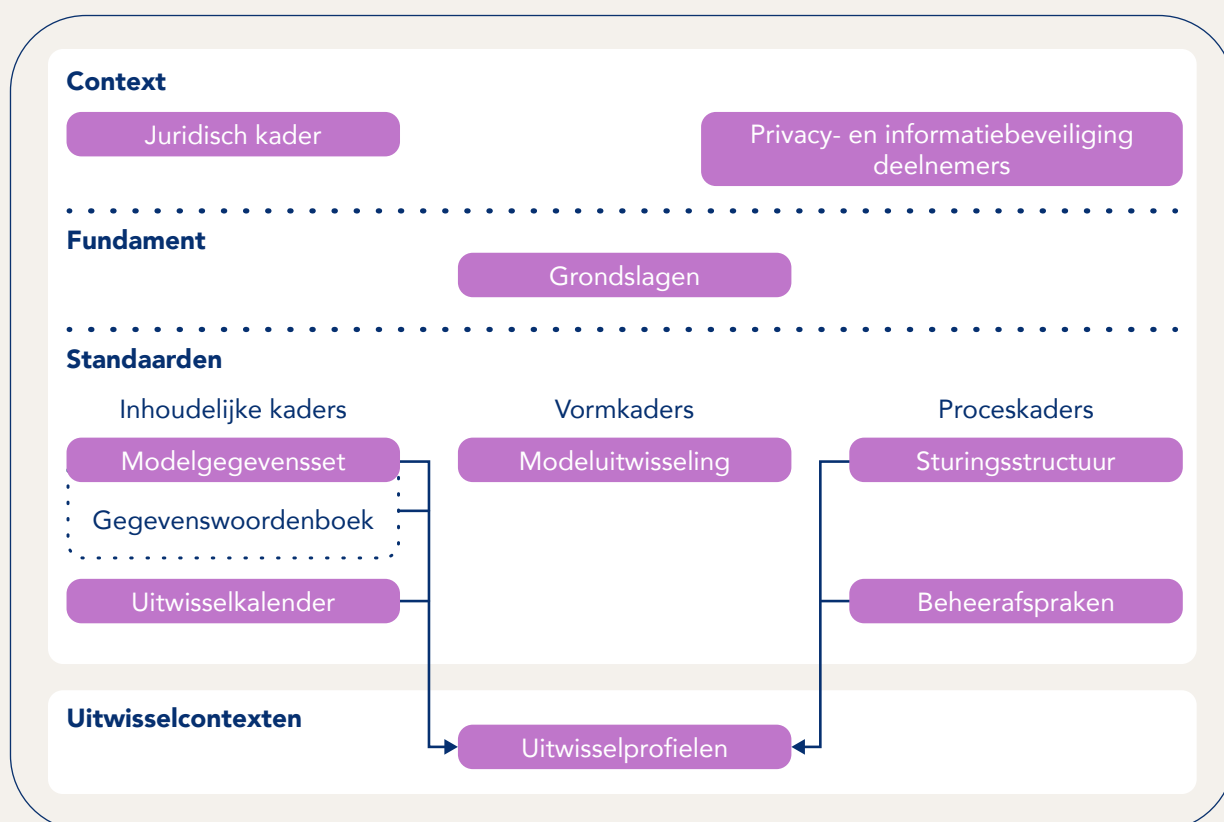 Context
Juridisch kader
Privacy- en informatiebeveiliging
deelnemers
Fundament
Grondslagen
Standaarden
Inhoudelijke kaders
Vormkaders
Proceskaders
Modelgegevensset
Modeluitwisseling
Sturingsstructuur
Gegevenswoordenboek
Uitwisselkalender
Beheerafspraken
Uitwisselcontexten
Uitwisselprofielen